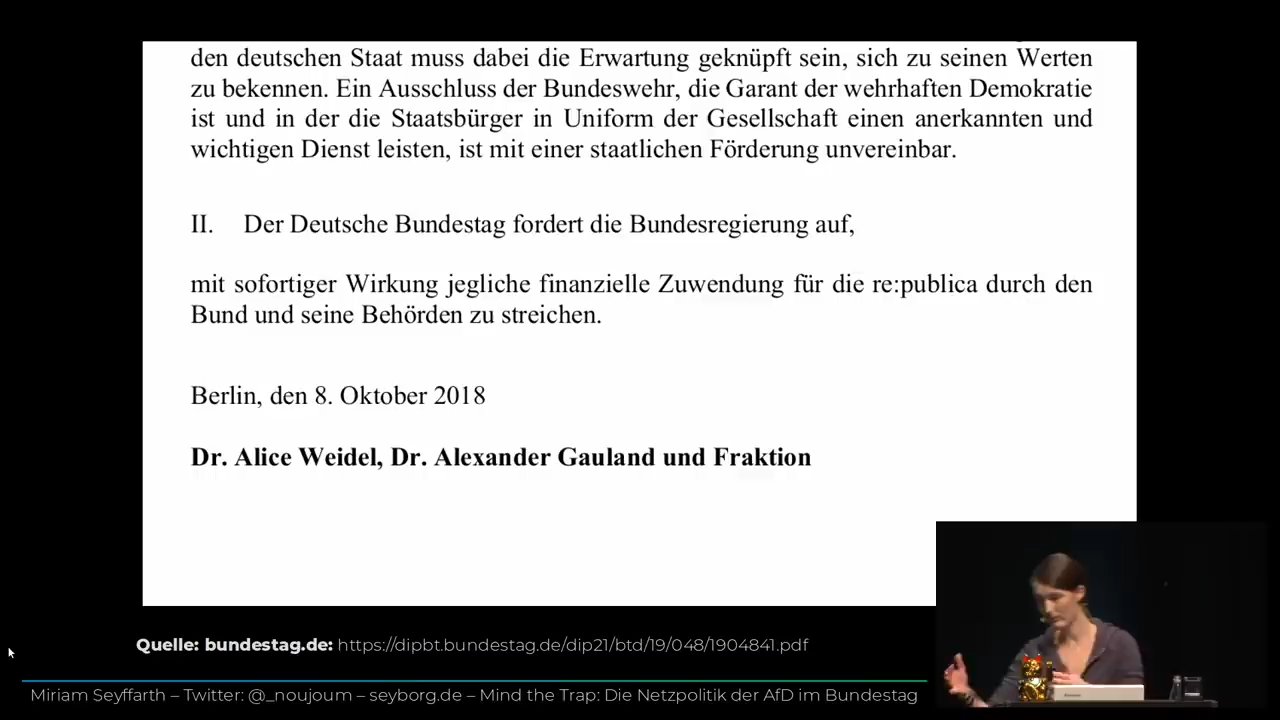 den deutschen Staat muss dabei die Erwartung geknüpft sein, sich zu seinen Werten
zu bekennen. Ein Ausschluss der Bundeswehr, die Garant der wehrhaften Demokratie
ist und in der die Staatsbürger in Uniform der Gesellschaft einen anerkannten und
wichtigen Dienst leisten, ist mit einer staatlichen Förderung unvereinbar.
II. Der Deutsche Bundestag fordert die Bundesregierung auf,
mit sofortiger Wirkung jegliche finanzielle Zuwendung für die re:publica durch den
Bund und seine Behörden zu streichen.
Berlin, den 8. Oktober 2018
Dr. Alice Weidel, Dr. Alexander Gauland und Fraktion
Quelle: bundestag.de: https://dipbt.bundestag.de/dip21/btd/19/048/1904841.pdf
Miriam Seyffarth – Twitter: @_noujoum – seyborg.de – Mind the Trap: Die Netzpolitik der AfD im Bundestag